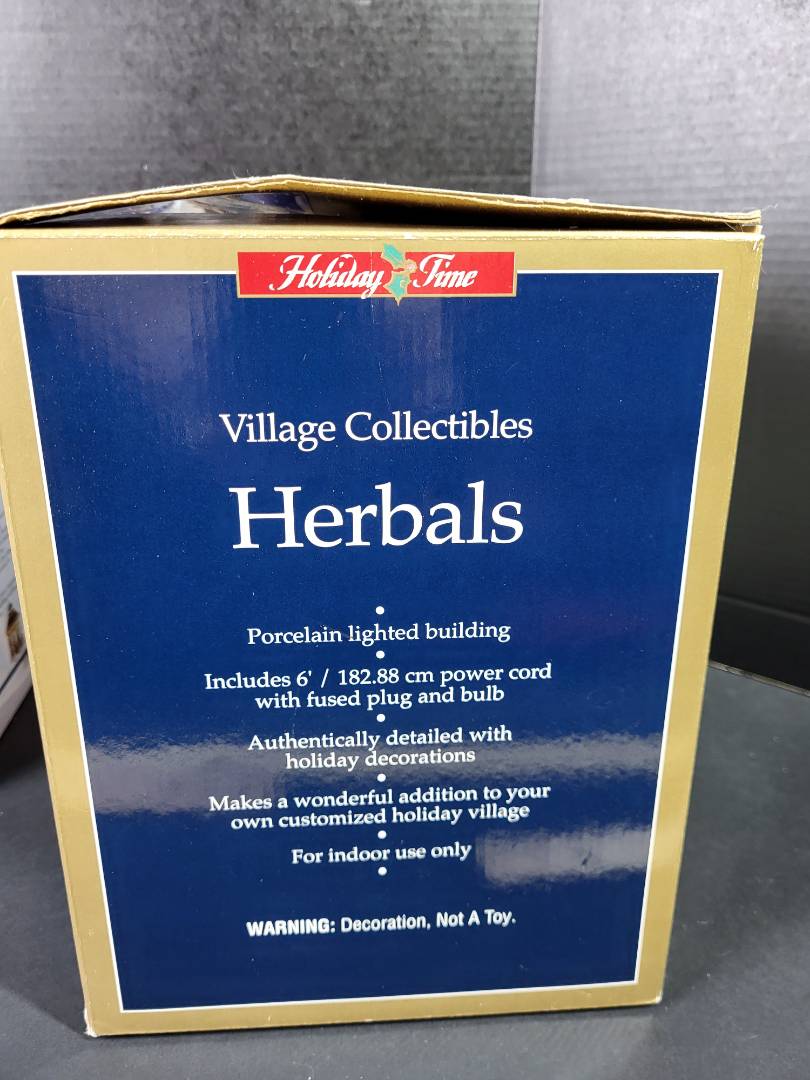 Holiday Time
Village Collectibles
Herbals
•
Porcelain lighted building
•
Includes 6' / 182.88 cm power cord
with fused plug and bulb
•
Authentically detailed with
holiday decorations
•
Makes a wonderful addition to your
own customized holiday village
•
For indoor use only
•
WARNING: Decoration, Not A Toy.